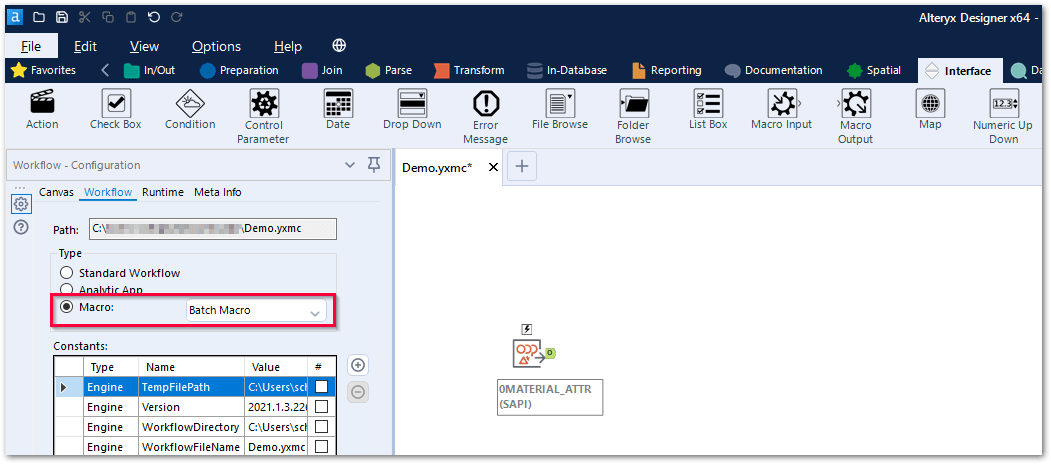 a
Alteryx Designer x64 -
File Edit View Options Help
Favorites In/Out Preparation Join Parse Transform In-Database Reporting Documentation Spatial Interface Da
Action Check Box Condition Control Parameter Date Drop Down Error Message File Browse Folder Browse List Box Macro Input Macro Output Map 12.3 Numeric Up Down
Workflow - Configuration
Demo.yxmc*
Canvas Workflow Runtime Meta Info
Path: C:\ \Demo.yxmc
Type
Standard Workflow
Analytic App
Macro: Batch Macro
Constants:
Type Name Value #
Engine TempFilePath C:\Users\sch
Engine Version 2021.1.3.226
Engine WorkflowDirectory C:\Users\sch
Engine WorkflowFileName Demo.yxmc
ODP
O
0MATERIAL_ATTR
(SAPI)